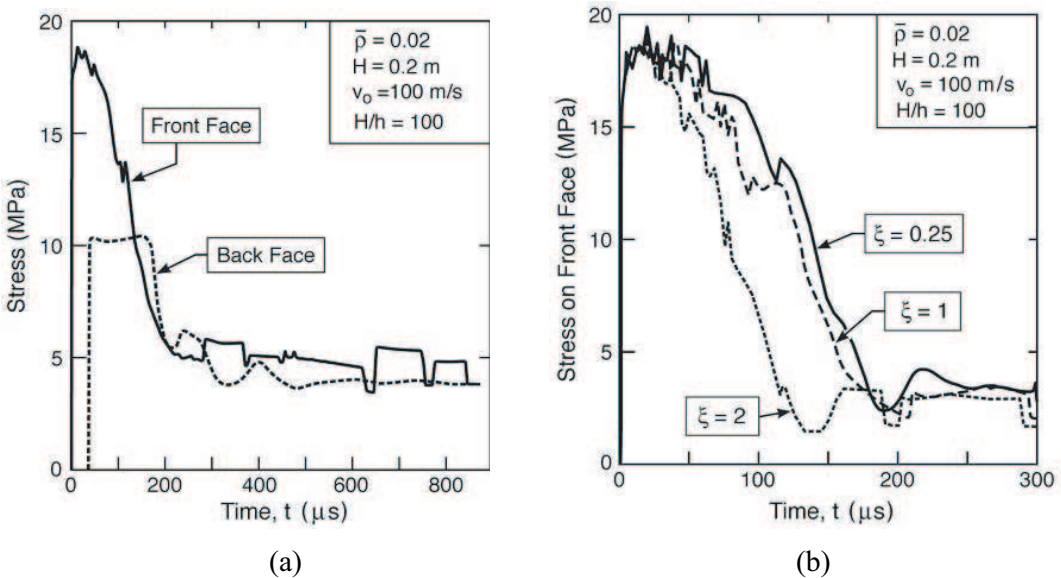 20
15
10
5
0
Stress (MPa)
0
200
400
600
800
Time, t (μs)
ρ̅ = 0.02
H = 0.2 m
vₒ =100 m/s
H/h = 100
Front Face
Back Face
(a)
20
15
10
5
0
Stress on Front Face (MPa)
0
100
200
300
Time, t (μs)
ρ̅ = 0.02
H = 0.2 m
vₒ =100 m/s
H/h = 100
ξ = 0.25
ξ = 1
ξ = 2
(b)